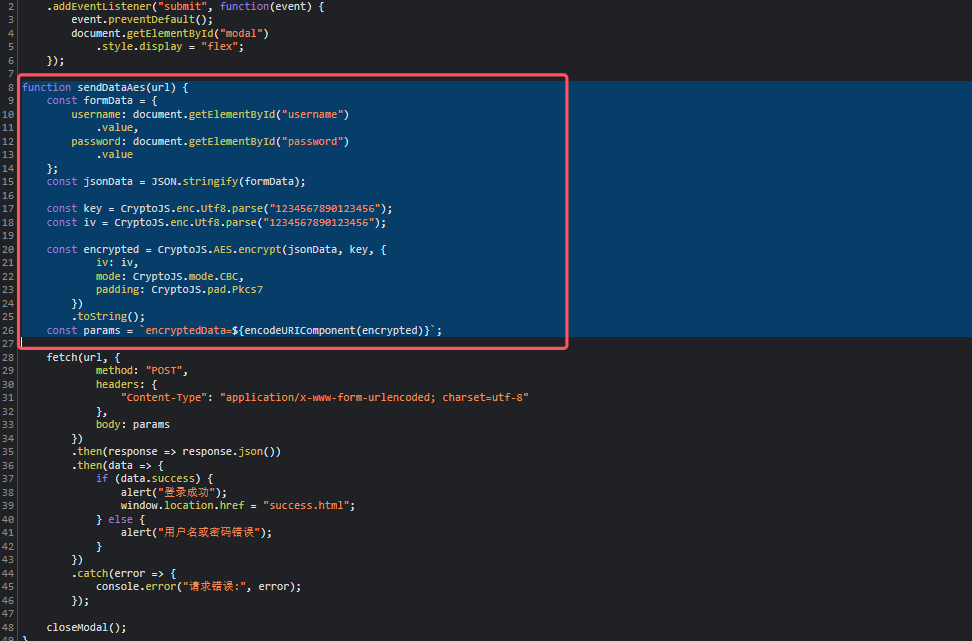 2     .addEventListener("submit", function(event) {
3         event.preventDefault();
4         document.getElementById("modal")
5             .style.display = "flex";
6     });
7
8 function sendDataAes(url) {
9     const formData = {
10         username: document.getElementById("username")
11             .value,
12         password: document.getElementById("password")
13             .value
14     };
15     const jsonData = JSON.stringify(formData);
16
17     const key = CryptoJS.enc.Utf8.parse("1234567890123456");
18     const iv = CryptoJS.enc.Utf8.parse("1234567890123456");
19
20     const encrypted = CryptoJS.AES.encrypt(jsonData, key, {
21             iv: iv,
22             mode: CryptoJS.mode.CBC,
23             padding: CryptoJS.pad.Pkcs7
24         })
25         .toString();
26     const params = `encryptedData=${encodeURIComponent(encrypted)}`;
27
28     fetch(url, {
29             method: "POST",
30             headers: {
31                 "Content-Type": "application/x-www-form-urlencoded; charset=utf-8"
32             },
33             body: params
34         })
35         .then(response => response.json())
36         .then(data => {
37             if (data.success) {
38                 alert("登录成功");
39                 window.location.href = "success.html";
40             } else {
41                 alert("用户名或密码错误");
42             }
43         })
44         .catch(error => {
45             console.error("请求错误:", error);
46         });
47
48     closeModal();
49 }